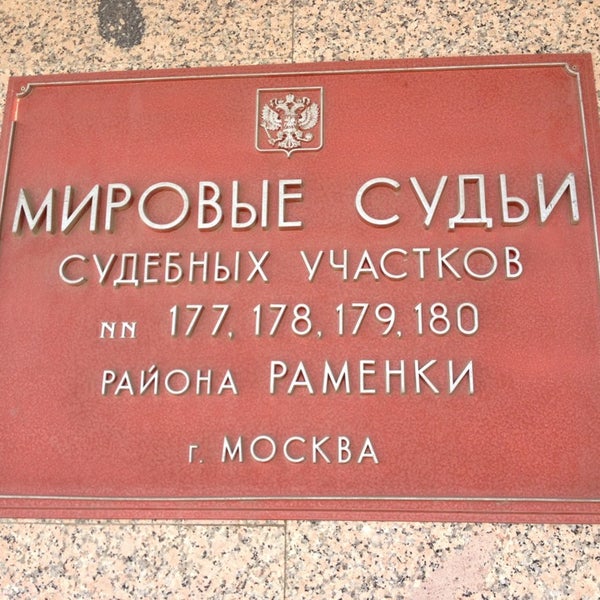 МИРОВЫЕ СУДЬИ
СУДЕБНЫХ УЧАСТКОВ
NN 177, 178, 179, 180
РАЙОНА РАМЕНКИ
г. МОСКВА